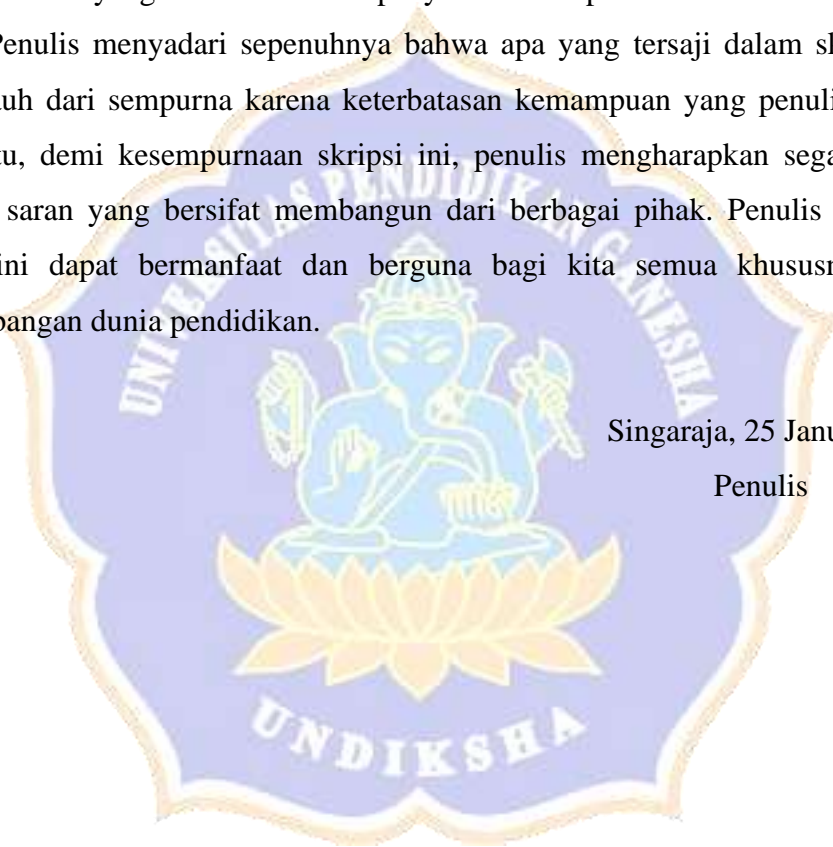 Penulis menyadari sepenuhnya bahwa apa yang tersaji dalam sk
auh dari sempurna karena keterbatasan kemampuan yang penuli
tu, demi kesempurnaan skripsi ini, penulis mengharapkan sega
saran yang bersifat membangun dari berbagai pihak. Penulis
ini dapat bermanfaat dan berguna bagi kita semua khususn
bangan dunia pendidikan.
UNIVERSITAS PENDIDIKAN GANESHA
Singaraja, 25 Janu
Penulis
UNDIKSHA